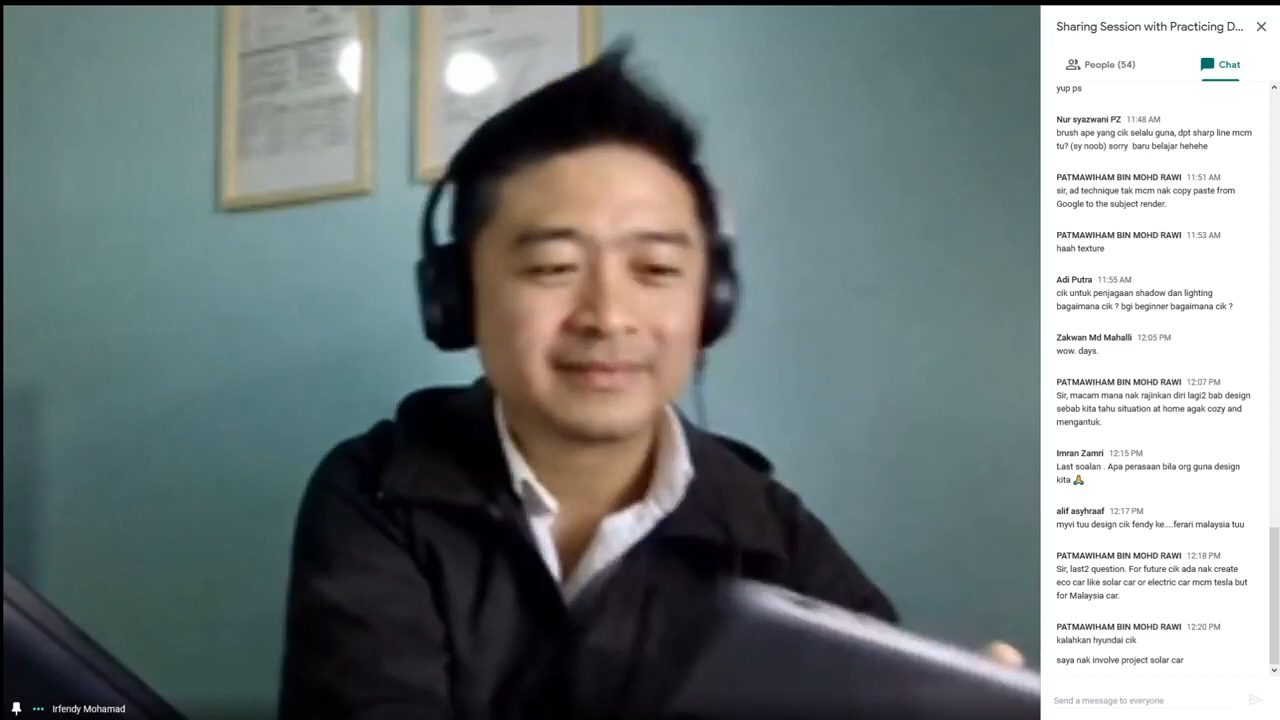 Sharing Session with Practicing D...
People (54)
Chat
yup ps
Nur syazwani PZ 11:48 AM
brush ape yang cik selalu guna, dpt sharp line mcm
tu? (sy noob) sorry baru belajar hehehe
PATMAWIHAM BIN MOHD RAWI 11:51 AM
sir, ad technique tak mcm nak copy paste from
Google to the subject render.
PATMAWIHAM BIN MOHD RAWI 11:53 AM
haah texture
Adi Putra 11:55 AM
cik untuk penjagaan shadow dan lighting
bagaimana cik ? bgi beginner bagaimana cik ?
Zakwan Md Mahalli 12:05 PM
wow. days.
PATMAWIHAM BIN MOHD RAWI 12:07 PM
Sir, macam mana nak rajinkan diri lagi2 bab design
sebab kita tahu situation at home agak cozy and
mengantuk.
Imran Zamri 12:15 PM
Last soalan . Apa perasaan bila org guna design
kita 🙏
alif asyhraaf 12:17 PM
myvi tuu design cik fendy ke....ferari malaysia tuu
PATMAWIHAM BIN MOHD RAWI 12:18 PM
Sir, last2 question. For future cik ada nak create
eco car like solar car or electric car mcm tesla but
for Malaysia car.
PATMAWIHAM BIN MOHD RAWI 12:20 PM
kalahkan hyundai cik
saya nak involve project solar car
Send a message to everyone
Irfendy Mohamad